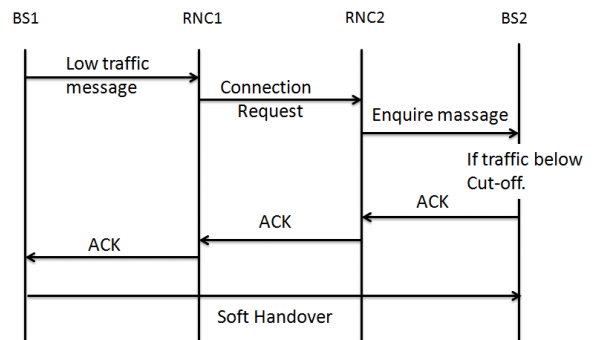 BS1 RNC1 RNC2 BS2
Low traffic
message
Connection
Request
Enquire massage
If traffic below
Cut-off.
ACK
ACK
ACK
Soft Handover